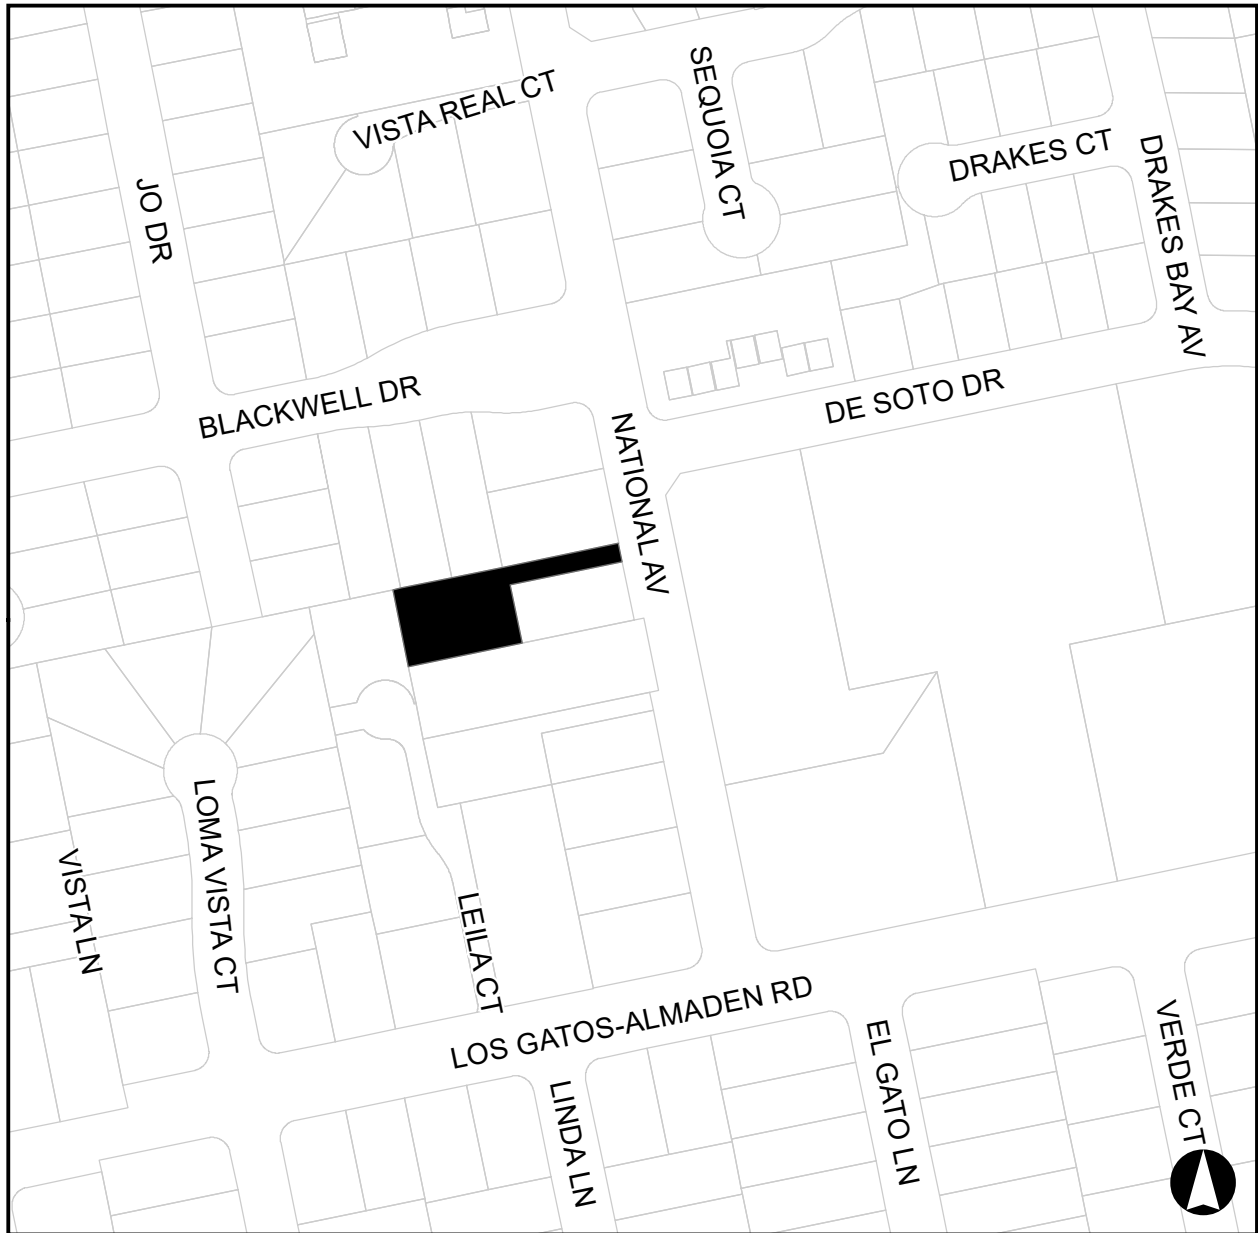 SEQUOIA CT
VISTA REAL CT
DRAKES CT
DRAKES BAY AV
JO DR
BLACKWELL DR
DE SOTO DR
NATIONAL AV
LOMA VISTA CT
VISTA LN
LEILA CT
LOS GATOS-ALMADEN RD
EL GATO LN
VERDE CT
LINDA LN